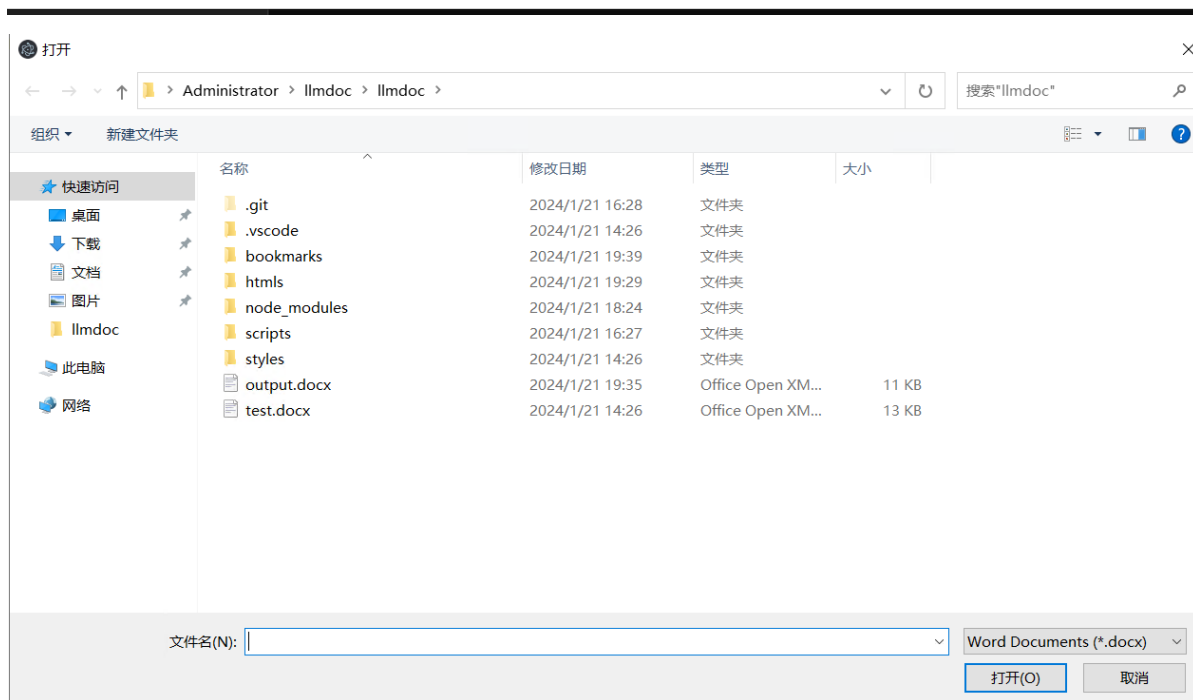 打开
Administrator > llmdoc > llmdoc >
搜索"llmdoc"
组织 新建文件夹
?
名称 修改日期 类型 大小
快速访问
桌面
下载
文档
图片
llmdoc
此电脑
网络
.git 2024/1/21 16:28 文件夹
.vscode 2024/1/21 14:26 文件夹
bookmarks 2024/1/21 19:39 文件夹
htmls 2024/1/21 19:29 文件夹
node_modules 2024/1/21 18:24 文件夹
scripts 2024/1/21 16:27 文件夹
styles 2024/1/21 14:26 文件夹
output.docx 2024/1/21 19:35 Office Open XM... 11 KB
test.docx 2024/1/21 14:26 Office Open XM... 13 KB
文件名(N):
Word Documents (*.docx)
打开(O) 取消